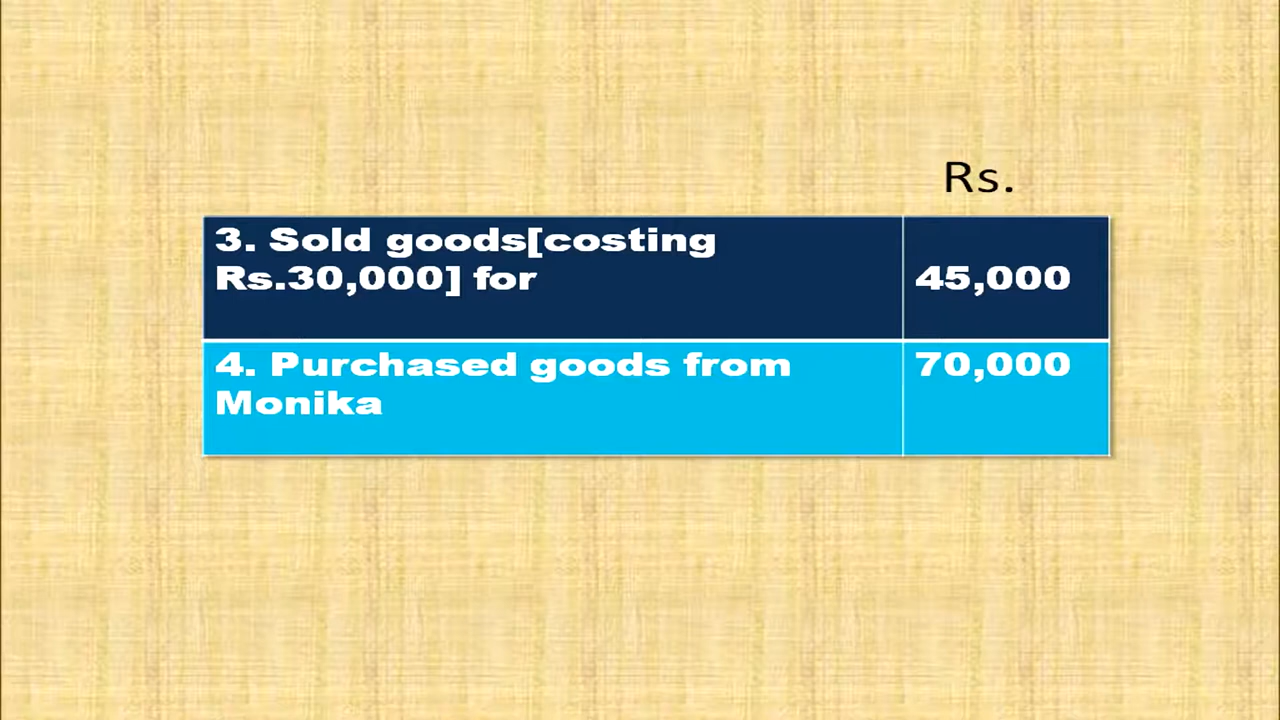 Rs.
3. Sold goods[costing
Rs.30,000] for
45,000
4. Purchased goods from
Monika
70,000